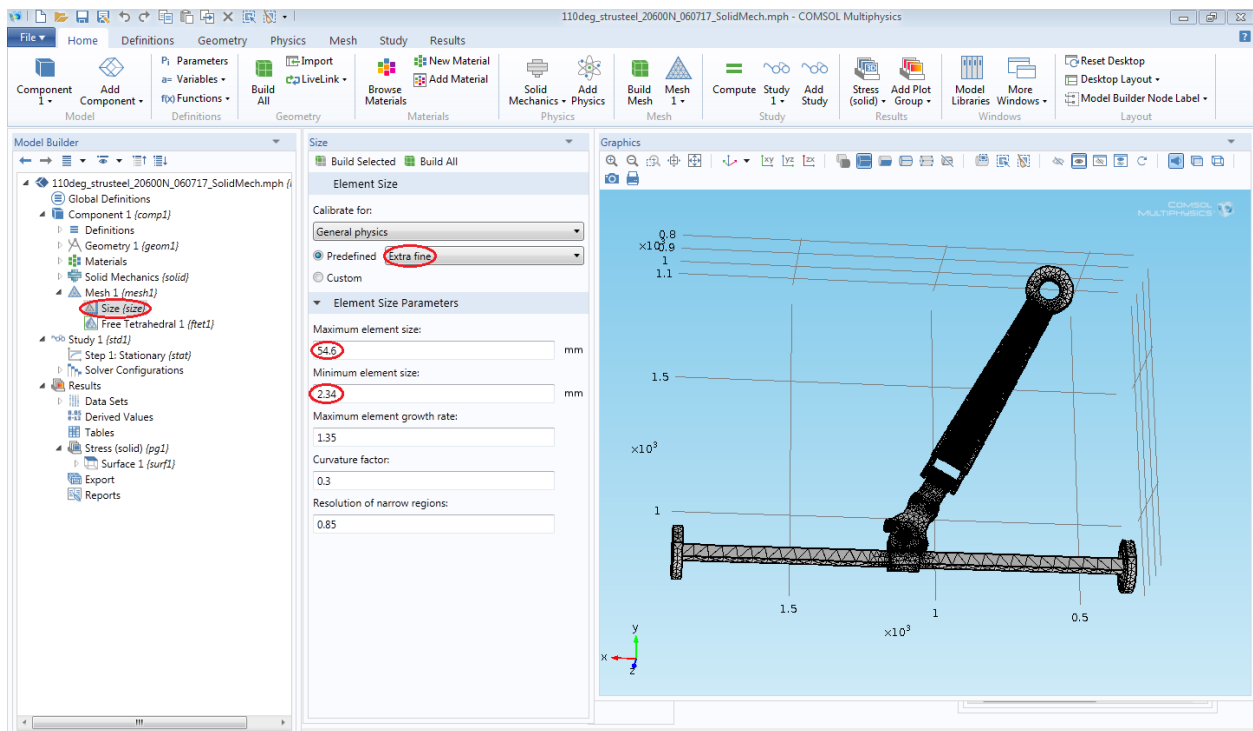 110deg_strusteel_20600N_060717_SolidMech.mph - COMSOL Multiphysics
File Home Definitions Geometry Physics Mesh Study Results
Component 1
Add Component
Model
Pi Parameters
a= Variables
f(x) Functions
Definitions
Build All
Import
LiveLink
Geometry
Browse Materials
New Material
Add Material
Materials
Solid Mechanics
Add Physics
Physics
Build Mesh
Mesh 1
Mesh
Compute
Study 1
Add Study
Study
Stress (solid)
Add Plot Group
Results
Model Libraries
More Windows
Windows
Reset Desktop
Desktop Layout
Model Builder Node Label
Layout
Model Builder
110deg_strusteel_20600N_060717_SolidMech.mph
Global Definitions
Component 1 (comp1)
Definitions
Geometry 1 (geom1)
Materials
Solid Mechanics (solid)
Mesh 1 (mesh1)
Size (size)
Free Tetrahedral 1 (ftet1)
Study 1 (std1)
Step 1: Stationary (stat)
Solver Configurations
Results
Data Sets
8-85 Derived Values
Tables
Stress (solid) (pg1)
Surface 1 (surf1)
Export
Reports
Size
Build Selected Build All
Element Size
Calibrate for:
General physics
Predefined Extra fine
Custom
Element Size Parameters
Maximum element size:
54.6 mm
Minimum element size:
2.34 mm
Maximum element growth rate:
1.35
Curvature factor:
0.3
Resolution of narrow regions:
0.85
Graphics
xy yz zx
COMSOL
MULTIPHYSICS
0.8
×10³ 0.9
1
1.1
1.5
×10³
1
1.5
1
0.5
×10³
y
x
z